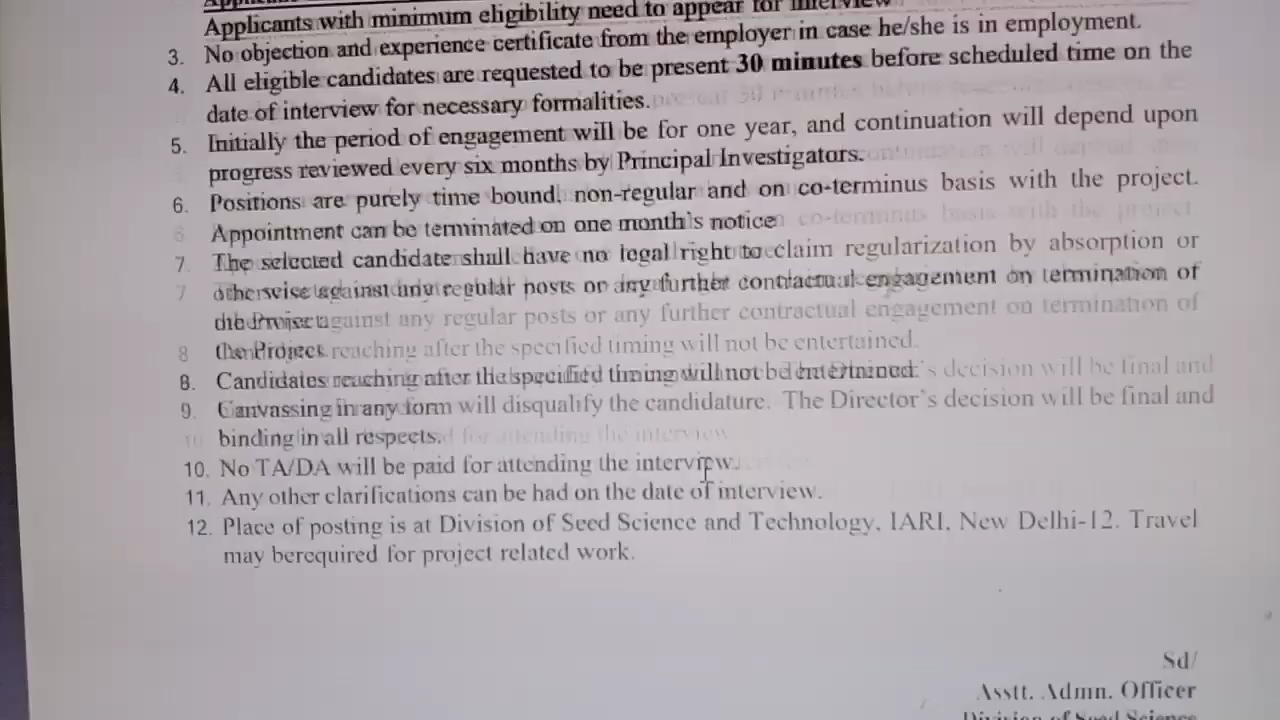 Applicants with minimum eligibility need to appear for interview
3. No objection and experience certificate from the employer in case he/she is in employment.
4. All eligible candidates are requested to be present 30 minutes before scheduled time on the
date of interview for necessary formalities.
5. Initially the period of engagement will be for one year, and continuation will depend upon
progress reviewed every six months by Principal Investigators.
6. Positions are purely time bound, non-regular and on co-terminus basis with the project.
Appointment can be terminated on one month's notice
7. The selected candidate shall have no legal right to claim regularization by absorption or
otherwise against any regular posts or any further contractual engagement on termination of
the Project
8. Candidates reaching after the specified timing will not be entertained.
9. Canvassing in any form will disqualify the candidature. The Director's decision will be final and
binding in all respects.
10. No TA/DA will be paid for attending the interview.
11. Any other clarifications can be had on the date of interview.
12. Place of posting is at Division of Seed Science and Technology, IARI, New Delhi-12. Travel
may berequired for project related work.
Sd/
Asstt. Admn. Officer
Division of Seed Science